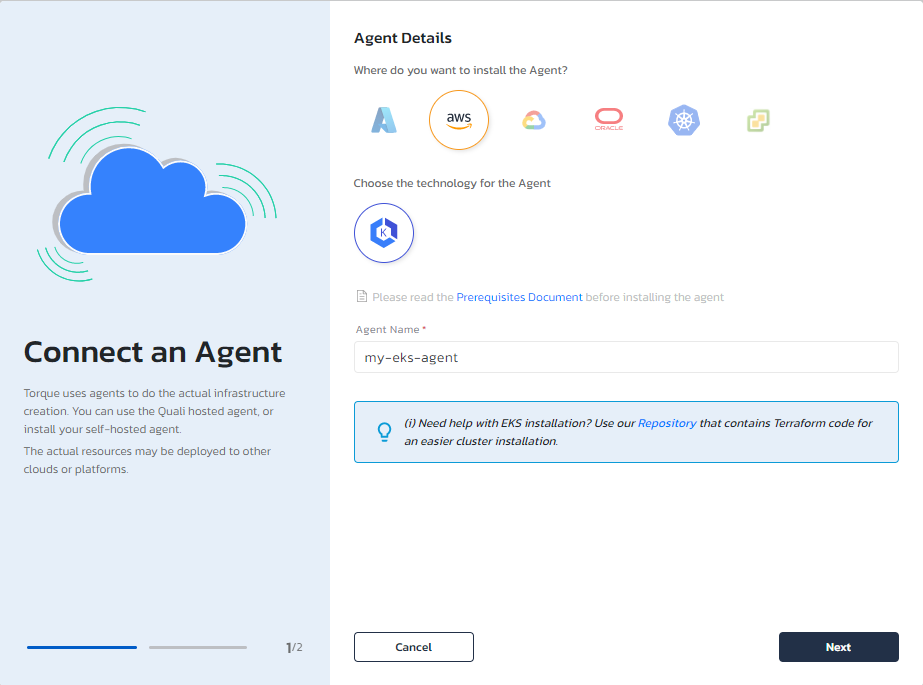 Connect an Agent
Torque uses agents to do the actual infrastructure
creation. You can use the Quali hosted agent, or
install your self-hosted agent.
The actual resources may be deployed to other
clouds or platforms.
1/2
Agent Details
Where do you want to install the Agent?
aws
ORACLE
Choose the technology for the Agent
K
Please read the Prerequisites Document before installing the agent
Agent Name *
my-eks-agent
(i) Need help with EKS installation? Use our Repository that contains Terraform code for
an easier cluster installation.
Cancel
Next